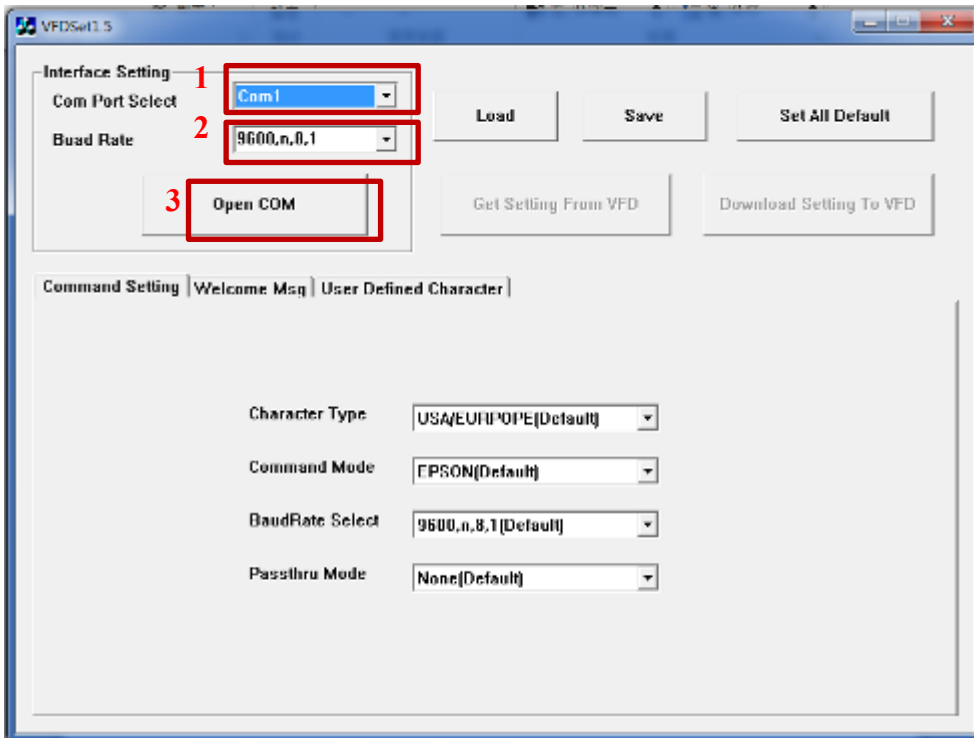 VFDSet1.5
Interface Setting
1
Com Port Select
Com1
Load
Save
Set All Default
2
Buad Rate
9600,n,8,1
3
Open COM
Get Setting From VFD
Download Setting To VFD
Command Setting
Welcome Msg
User Defined Character
Character Type
USA/EURPOPE(Default)
Command Mode
EPSON(Default)
BaudRate Select
9600,n,8,1(Default)
Passthru Mode
None(Default)